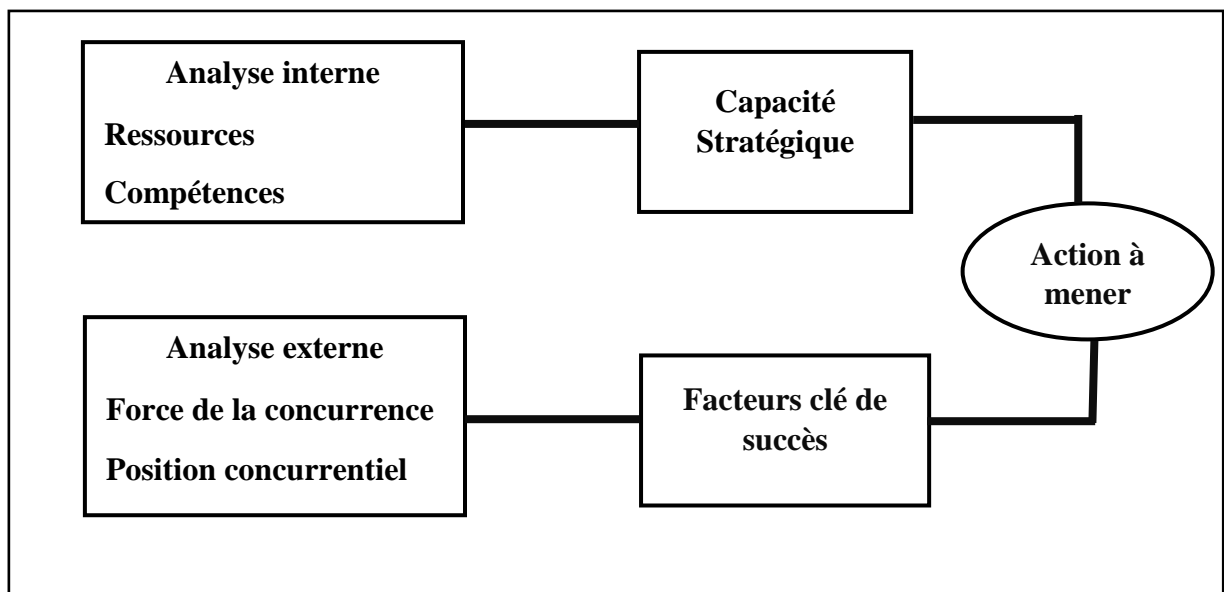 Analyse interne
Ressources
Compétences
Capacité
Stratégique
Action à
mener
Analyse externe
Force de la concurrence
Position concurrentiel
Facteurs clé de
succès